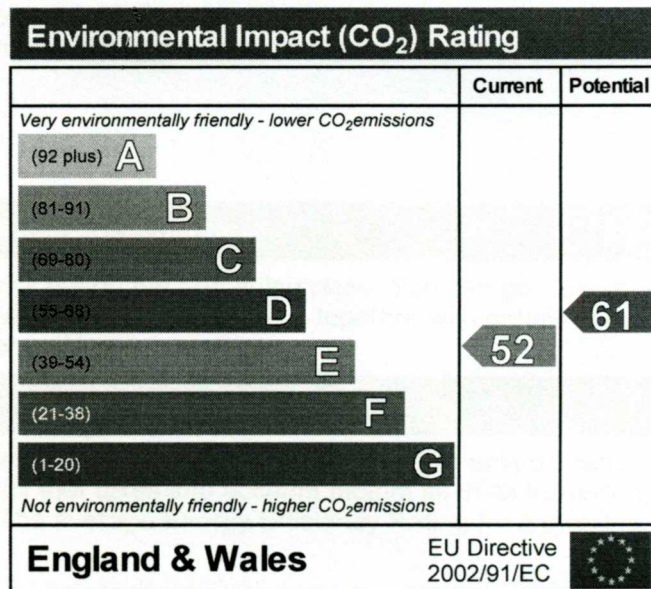 Environmental Impact (CO₂) Rating
Current Potential
Very environmentally friendly - lower CO₂emissions
(92 plus) A
(81-91) B
(69-80) C
(55-68) D
61
(39-54) E
52
(21-38) F
(1-20) G
Not environmentally friendly - higher CO₂emissions
England & Wales
EU Directive
2002/91/EC